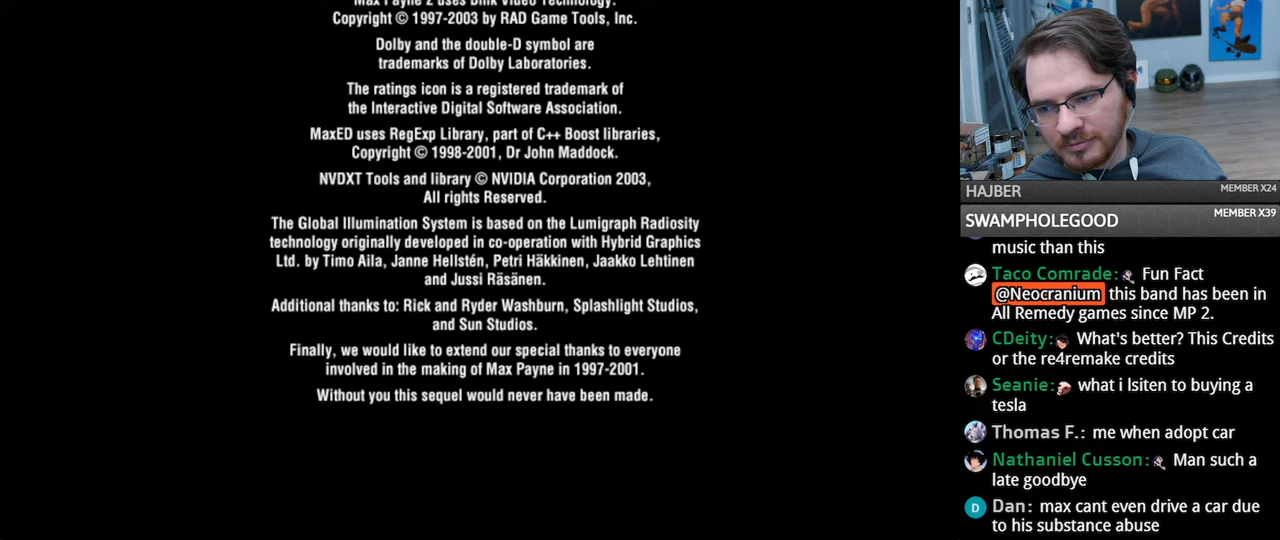 Max Payne 2 uses Bink Video Technology.
Copyright © 1997-2003 by RAD Game Tools, Inc.
Dolby and the double-D symbol are
trademarks of Dolby Laboratories.
The ratings icon is a registered trademark of
the Interactive Digital Software Association.
MaxED uses RegExp Library, part of C++ Boost libraries,
Copyright © 1998-2001, Dr John Maddock.
NVDXT Tools and library © NVIDIA Corporation 2003,
All rights Reserved.
The Global Illumination System is based on the Lumigraph Radiosity
technology originally developed in co-operation with Hybrid Graphics
Ltd. by Timo Aila, Janne Hellstén, Petri Häkkinen, Jaakko Lehtinen
and Jussi Räsänen.
Additional thanks to: Rick and Ryder Washburn, Splashlight Studios,
and Sun Studios.
Finally, we would like to extend our special thanks to everyone
involved in the making of Max Payne in 1997-2001.
Without you this sequel would never have been made.
HAJBER MEMBER X24
SWAMPHOLEGOOD MEMBER X39
music than this
Taco Comrade: Fun Fact
@Neocranium this band has been in
All Remedy games since MP 2.
CDeity: What's better? This Credits
or the re4remake credits
Seanie: what i lsiten to buying a
tesla
Thomas F.: me when adopt car
Nathaniel Cusson: Man such a
late goodbye
D Dan: max cant even drive a car due
to his substance abuse